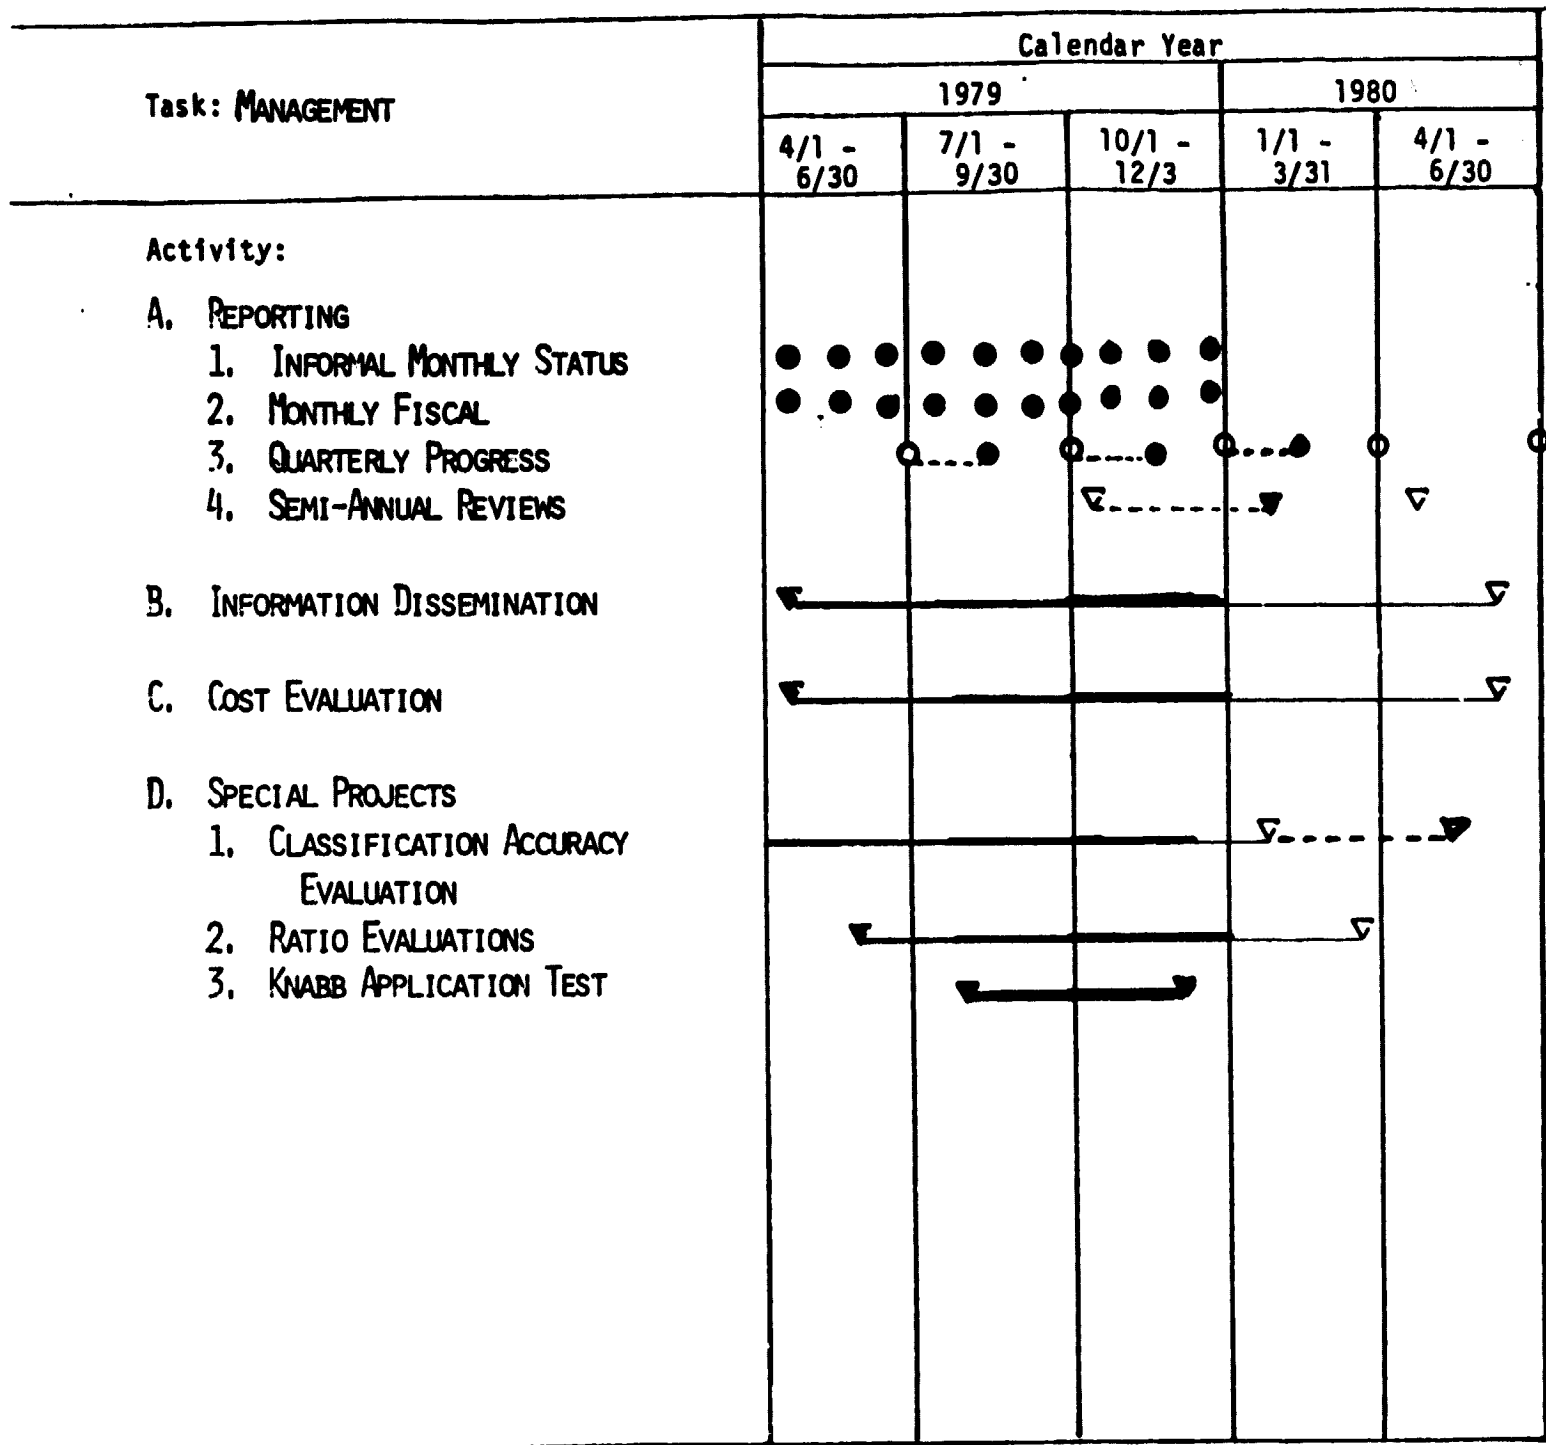 Calendar Year
Task: MANAGEMENT
1979
1980
4/1 -
6/30
7/1 -
9/30
10/1 -
12/3
1/1 -
3/31
4/1 -
6/30
Activity:
A. REPORTING
1. INFORMAL MONTHLY STATUS
2. MONTHLY FISCAL
3. QUARTERLY PROGRESS
4. SEMI-ANNUAL REVIEWS
B. INFORMATION DISSEMINATION
C. COST EVALUATION
D. SPECIAL PROJECTS
1. CLASSIFICATION ACCURACY
EVALUATION
2. RATIO EVALUATIONS
3. KNABB APPLICATION TEST